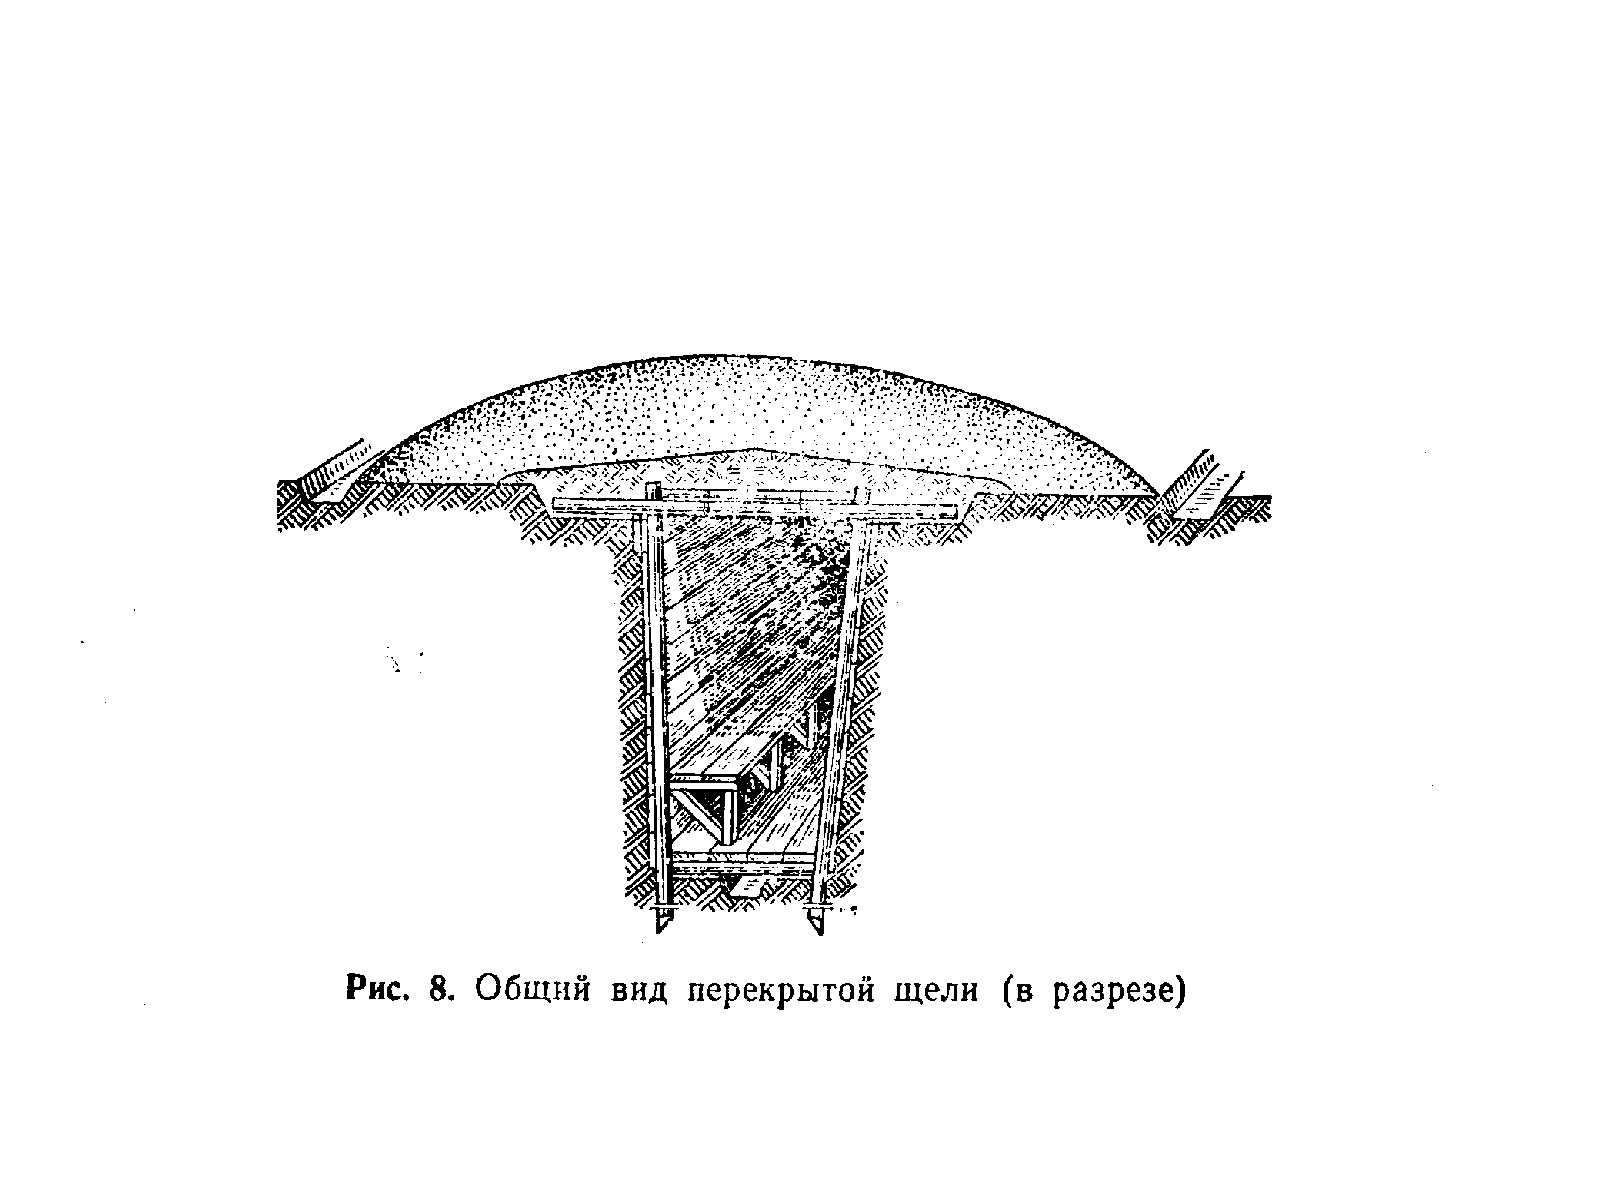 Рис. 8. Общий вид перекрытой щели (в разрезе)